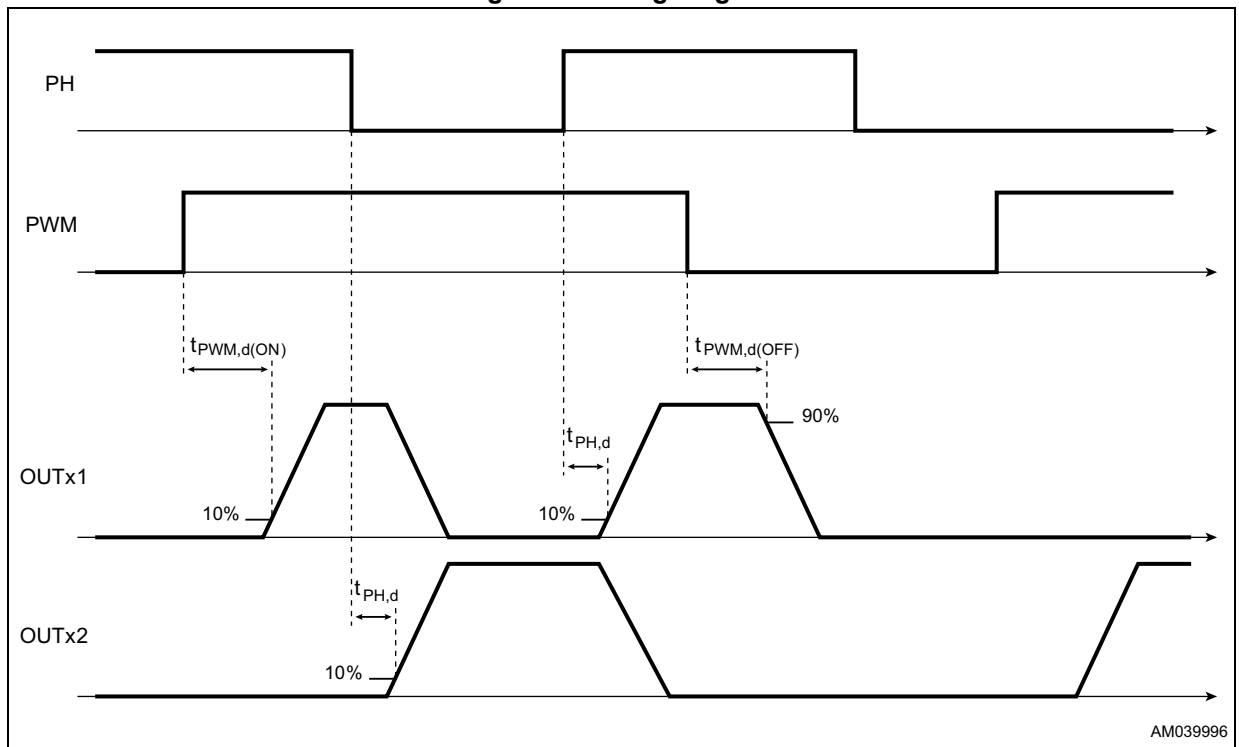 PH
PWM
tPWM,d(ON)
tPWM,d(OFF)
90%
tPH,d
OUTx1
10%
10%
tPH,d
OUTx2
10%
AM039996